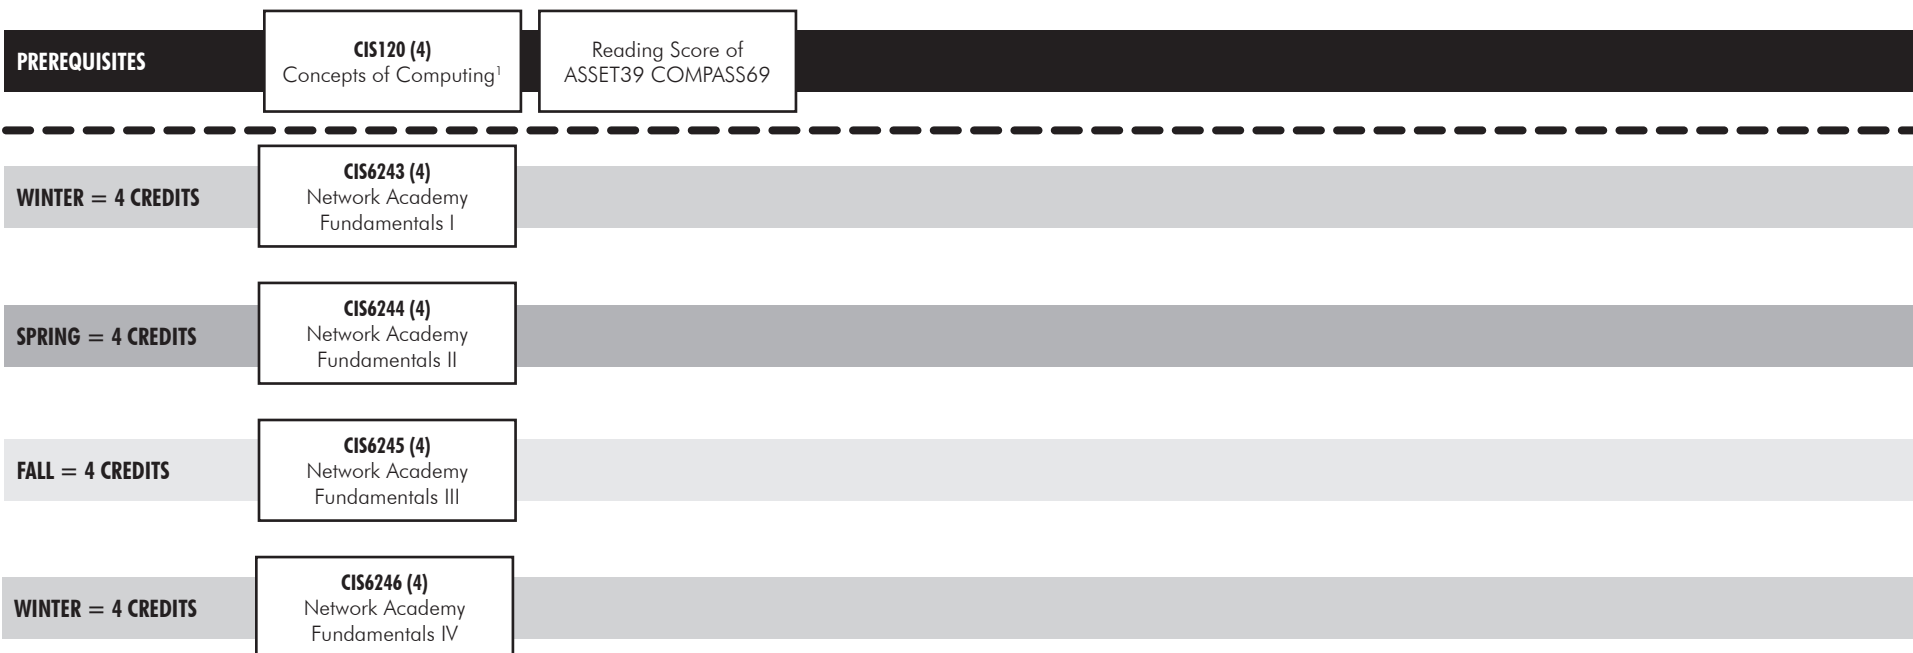 PREREQUISITES
CIS120 (4)
Concepts of Computing¹
Reading Score of
ASSET39 COMPASS69
WINTER = 4 CREDITS
CIS6243 (4)
Network Academy
Fundamentals I
SPRING = 4 CREDITS
CIS6244 (4)
Network Academy
Fundamentals II
FALL = 4 CREDITS
CIS6245 (4)
Network Academy
Fundamentals III
WINTER = 4 CREDITS
CIS6246 (4)
Network Academy
Fundamentals IV